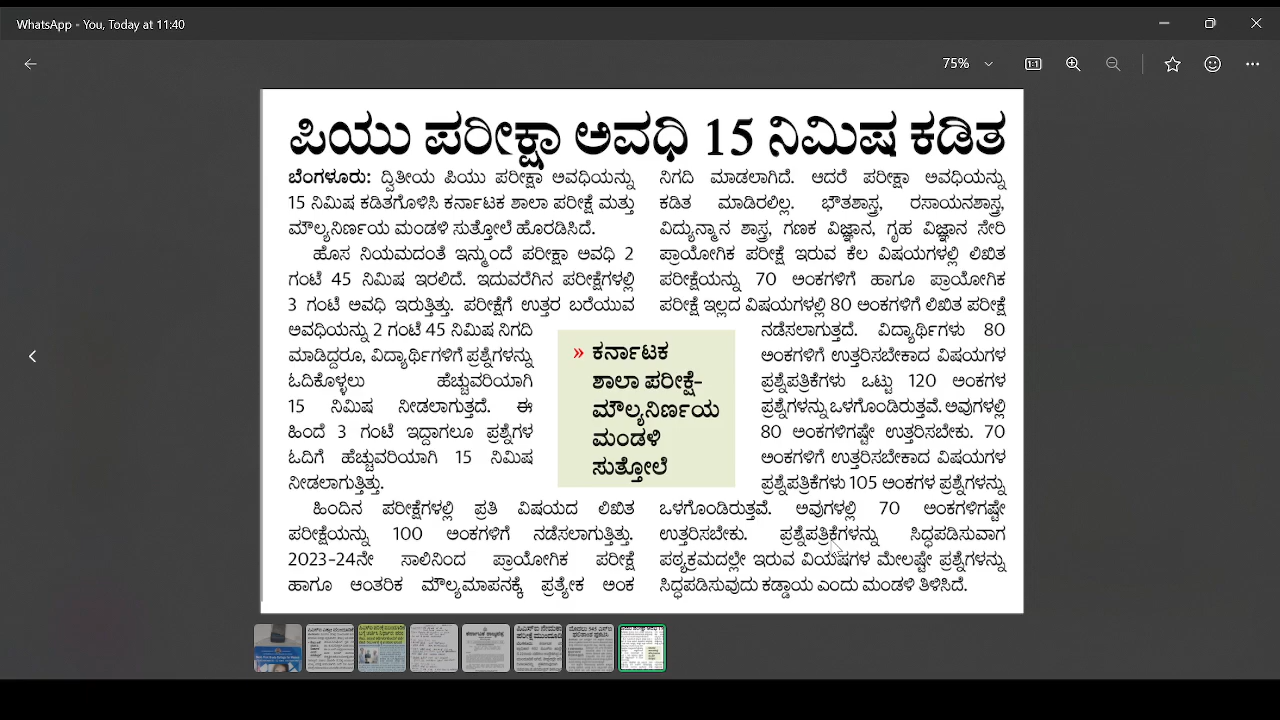 WhatsApp - You, Today at 11:40
75%
1:1
ಪಿಯು ಪರೀಕ್ಷಾ ಅವಧಿ 15 ನಿಮಿಷ ಕಡಿತ
ಬೆಂಗಳೂರು: ದ್ವಿತೀಯ ಪಿಯು ಪರೀಕ್ಷಾ ಅವಧಿಯನ್ನು
15 ನಿಮಿಷ ಕಡಿತಗೊಳಿಸಿ ಕರ್ನಾಟಕ ಶಾಲಾ ಪರೀಕ್ಷೆ ಮತ್ತು
ಮೌಲ್ಯನಿರ್ಣಯ ಮಂಡಳಿ ಸುತ್ತೋಲೆ ಹೊರಡಿಸಿದೆ.
ಹೊಸ ನಿಯಮದಂತೆ ಇನ್ಮುಂದೆ ಪರೀಕ್ಷಾ ಅವಧಿ 2
ಗಂಟೆ 45 ನಿಮಿಷ ಇರಲಿದೆ. ಇದುವರೆಗಿನ ಪರೀಕ್ಷೆಗಳಲ್ಲಿ
3 ಗಂಟೆ ಅವಧಿ ಇರುತ್ತಿತ್ತು. ಪರೀಕ್ಷೆಗೆ ಉತ್ತರ ಬರೆಯುವ
ಅವಧಿಯನ್ನು 2 ಗಂಟೆ 45 ನಿಮಿಷ ನಿಗದಿ
ಮಾಡಿದ್ದರೂ, ವಿದ್ಯಾರ್ಥಿಗಳಿಗೆ ಪ್ರಶ್ನೆಗಳನ್ನು
ಓದಿಕೊಳ್ಳಲು ಹೆಚ್ಚುವರಿಯಾಗಿ
15 ನಿಮಿಷ ನೀಡಲಾಗುತ್ತದೆ. ಈ
ಹಿಂದೆ 3 ಗಂಟೆ ಇದ್ದಾಗಲೂ ಪ್ರಶ್ನೆಗಳ
ಓದಿಗೆ ಹೆಚ್ಚುವರಿಯಾಗಿ 15 ನಿಮಿಷ
ನೀಡಲಾಗುತ್ತಿತ್ತು.
ಹಿಂದಿನ ಪರೀಕ್ಷೆಗಳಲ್ಲಿ ಪ್ರತಿ ವಿಷಯದ ಲಿಖಿತ
ಪರೀಕ್ಷೆಯನ್ನು 100 ಅಂಕಗಳಿಗೆ ನಡೆಸಲಾಗುತ್ತಿತ್ತು.
2023-24ನೇ ಸಾಲಿನಿಂದ ಪ್ರಾಯೋಗಿಕ ಪರೀಕ್ಷೆ
ಹಾಗೂ ಆಂತರಿಕ ಮೌಲ್ಯಮಾಪನಕ್ಕೆ ಪ್ರತ್ಯೇಕ ಅಂಕ
» ಕರ್ನಾಟಕ
ಶಾಲಾ ಪರೀಕ್ಷೆ-
ಮೌಲ್ಯನಿರ್ಣಯ
ಮಂಡಳಿ
ಸುತ್ತೋಲೆ
ನಿಗದಿ ಮಾಡಲಾಗಿದೆ. ಆದರೆ ಪರೀಕ್ಷಾ ಅವಧಿಯನ್ನು
ಕಡಿತ ಮಾಡಿರಲಿಲ್ಲ. ಭೌತಶಾಸ್ತ್ರ, ರಸಾಯನಶಾಸ್ತ್ರ,
ವಿದ್ಯುನ್ಮಾನ ಶಾಸ್ತ್ರ, ಗಣಕ ವಿಜ್ಞಾನ, ಗೃಹ ವಿಜ್ಞಾನ ಸೇರಿ
ಪ್ರಾಯೋಗಿಕ ಪರೀಕ್ಷೆ ಇರುವ ಕೆಲ ವಿಷಯಗಳಲ್ಲಿ ಲಿಖಿತ
ಪರೀಕ್ಷೆಯನ್ನು 70 ಅಂಕಗಳಿಗೆ ಹಾಗೂ ಪ್ರಾಯೋಗಿಕ
ಪರೀಕ್ಷೆ ಇಲ್ಲದ ವಿಷಯಗಳಲ್ಲಿ 80 ಅಂಕಗಳಿಗೆ ಲಿಖಿತ ಪರೀಕ್ಷೆ
ನಡೆಸಲಾಗುತ್ತದೆ. ವಿದ್ಯಾರ್ಥಿಗಳು 80
ಅಂಕಗಳಿಗೆ ಉತ್ತರಿಸಬೇಕಾದ ವಿಷಯಗಳ
ಪ್ರಶ್ನೆಪತ್ರಿಕೆಗಳು ಒಟ್ಟು 120 ಅಂಕಗಳ
ಪ್ರಶ್ನೆಗಳನ್ನು ಒಳಗೊಂಡಿರುತ್ತವೆ. ಅವುಗಳಲ್ಲಿ
80 ಅಂಕಗಳಿಗಷ್ಟೇ ಉತ್ತರಿಸಬೇಕು. 70
ಅಂಕಗಳಿಗೆ ಉತ್ತರಿಸಬೇಕಾದ ವಿಷಯಗಳ
ಪ್ರಶ್ನೆಪತ್ರಿಕೆಗಳು 105 ಅಂಕಗಳ ಪ್ರಶ್ನೆಗಳನ್ನು
ಒಳಗೊಂಡಿರುತ್ತವೆ. ಅವುಗಳಲ್ಲಿ 70 ಅಂಕಗಳಿಗಷ್ಟೇ
ಉತ್ತರಿಸಬೇಕು. ಪ್ರಶ್ನೆಪತ್ರಿಕೆಗಳನ್ನು ಸಿದ್ಧಪಡಿಸುವಾಗ
ಪಠ್ಯಕ್ರಮದಲ್ಲೇ ಇರುವ ವಿಯಷಗಳ ಮೇಲಷ್ಟೇ ಪ್ರಶ್ನೆಗಳನ್ನು
ಸಿದ್ಧಪಡಿಸುವುದು ಕಡ್ಡಾಯ ಎಂದು ಮಂಡಳಿ ತಿಳಿಸಿದೆ.